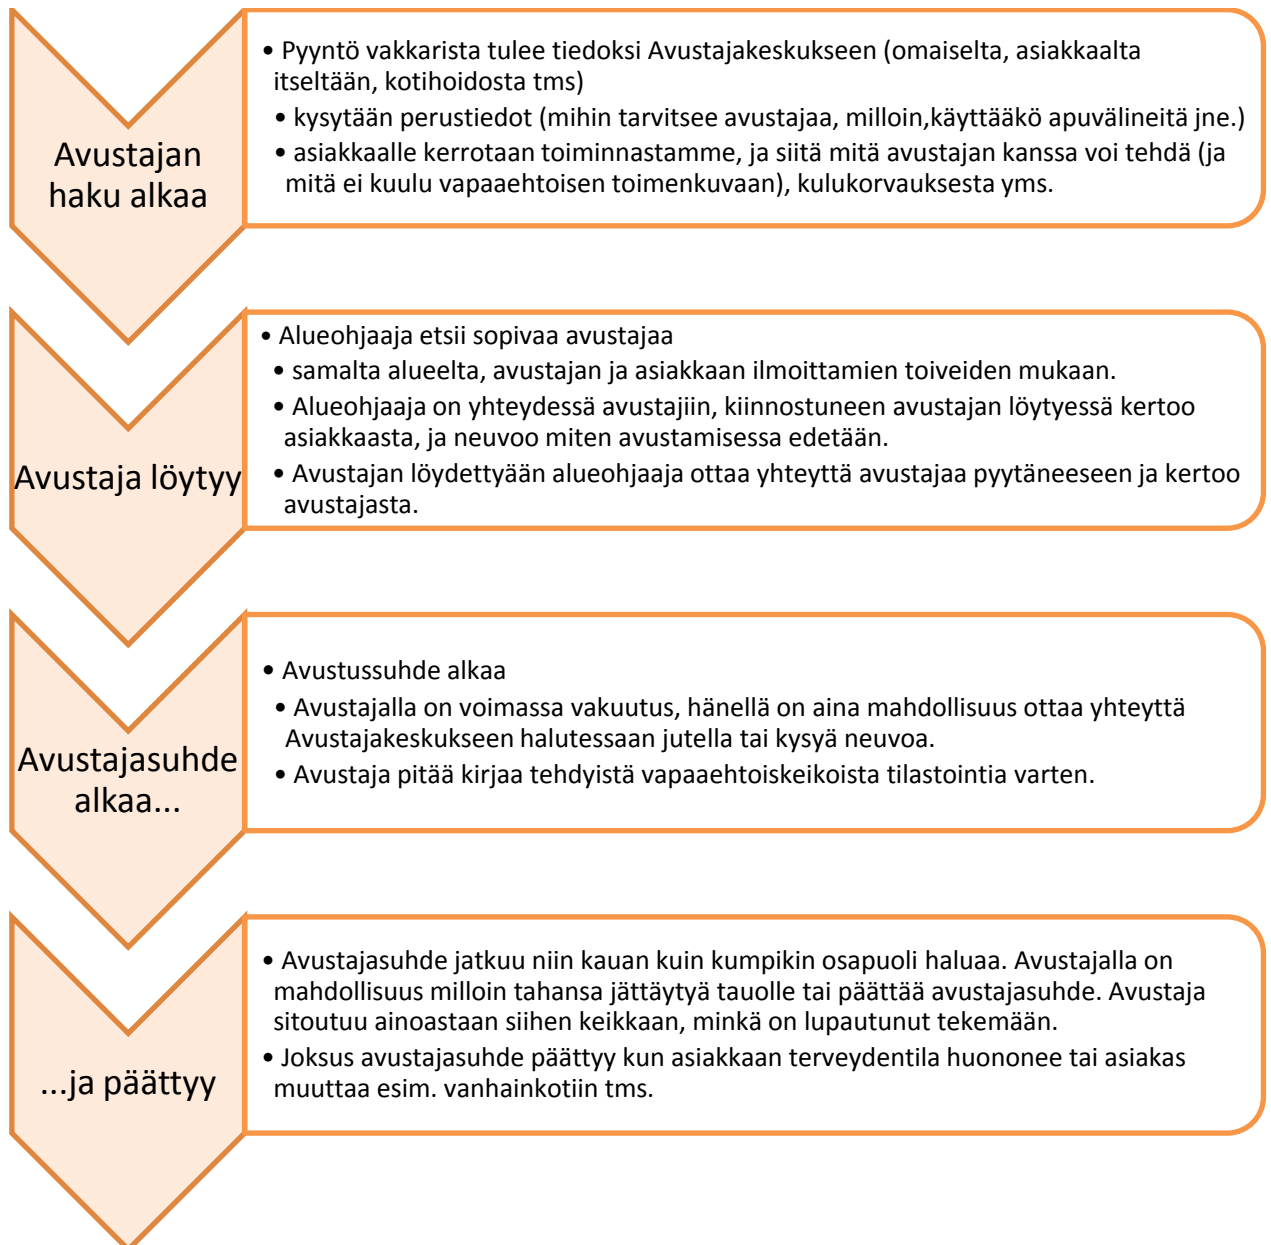 Avustajan
haku alkaa
• Pyyntö vakkarista tulee tiedoksi Avustajakeskukseen (omaiselta, asiakkaalta
itseltään, kotihoidosta tms)
• kysytään perustiedot (mihin tarvitsee avustajaa, milloin,käyttääkö apuvälineitä jne.)
• asiakkaalle kerrotaan toiminnastamme, ja siitä mitä avustajan kanssa voi tehdä (ja
mitä ei kuulu vapaaehtoisen toimenkuvaan), kulukorvauksesta yms.
Avustaja löytyy
• Alueohjaaja etsii sopivaa avustajaa
• samalta alueelta, avustajan ja asiakkaan ilmoittamien toiveiden mukaan.
• Alueohjaaja on yhteydessä avustajiin, kiinnostuneen avustajan löytyessä kertoo
asiakkaasta, ja neuvoo miten avustamisessa edetään.
• Avustajan löydettyään alueohjaaja ottaa yhteyttä avustajaa pyytäneeseen ja kertoo
avustajasta.
Avustajasuhde
alkaa...
• Avustussuhde alkaa
• Avustajalla on voimassa vakuutus, hänellä on aina mahdollisuus ottaa yhteyttä
Avustajakeskukseen halutessaan jutella tai kysyä neuvoa.
• Avustaja pitää kirjaa tehdyistä vapaaehtoiskeikoista tilastointia varten.
...ja päättyy
• Avustajasuhde jatkuu niin kauan kuin kumpikin osapuoli haluaa. Avustajalla on
mahdollisuus milloin tahansa jättäytyä tauolle tai päättää avustajasuhde. Avustaja
sitoutuu ainoastaan siihen keikkaan, minkä on lupautunut tekemään.
• Joksus avustajasuhde päättyy kun asiakkaan terveydentila huononee tai asiakas
muuttaa esim. vanhainkotiin tms.